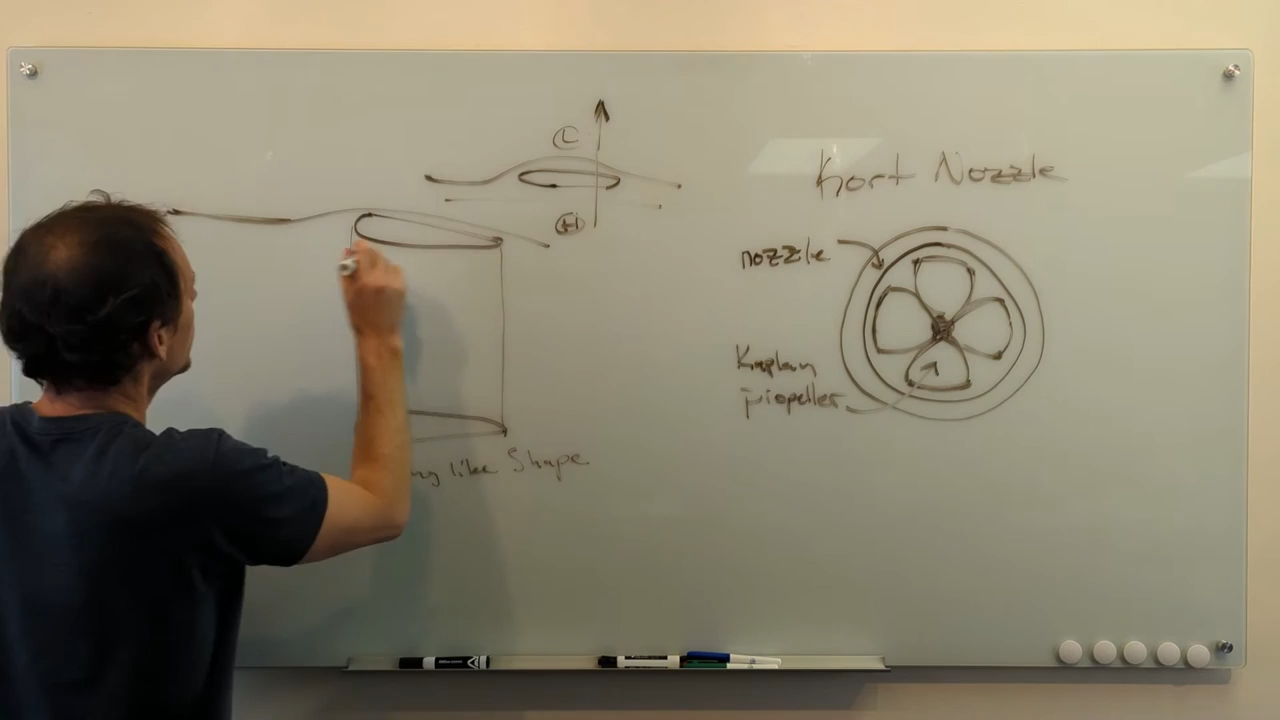 L
H
ng like Shape
Kort Nozzle
nozzle
Kaplan
propeller